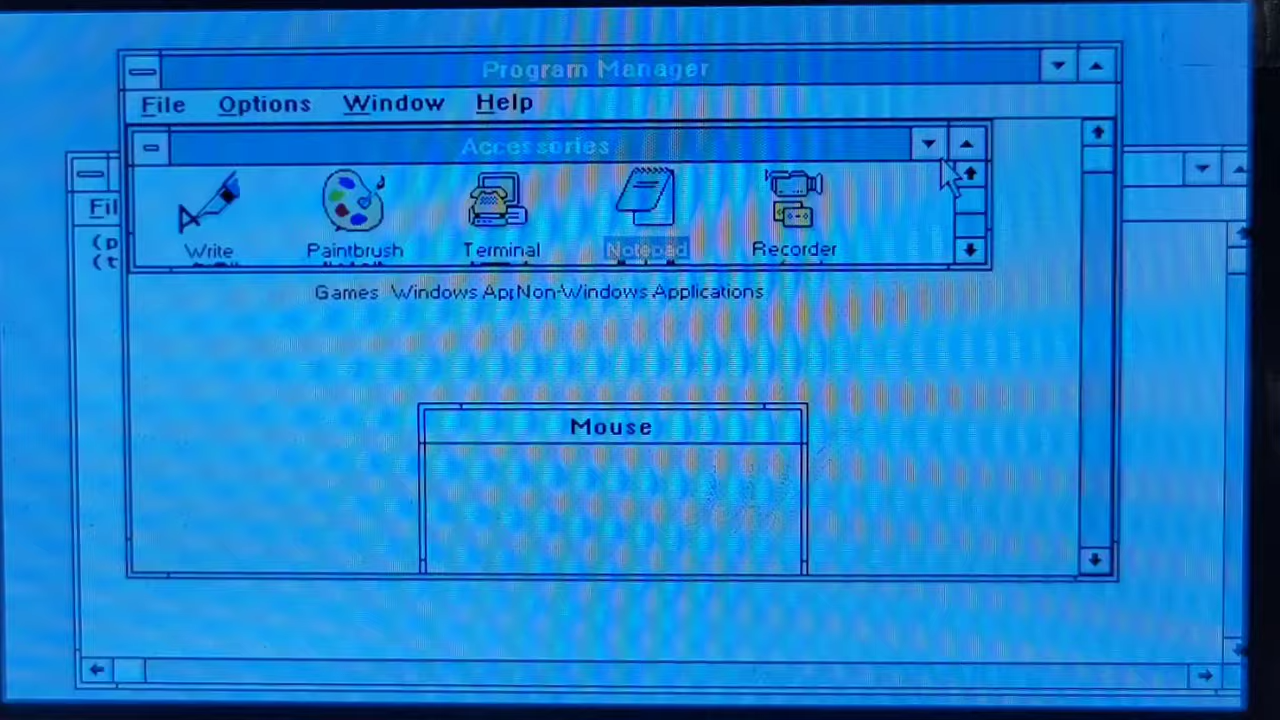 Program Manager
File Options Window Help
Accessories
Fil
(p
(t
Write Paintbrush Terminal Notepad Recorder
Games Windows Ap Non-Windows Applications
Mouse